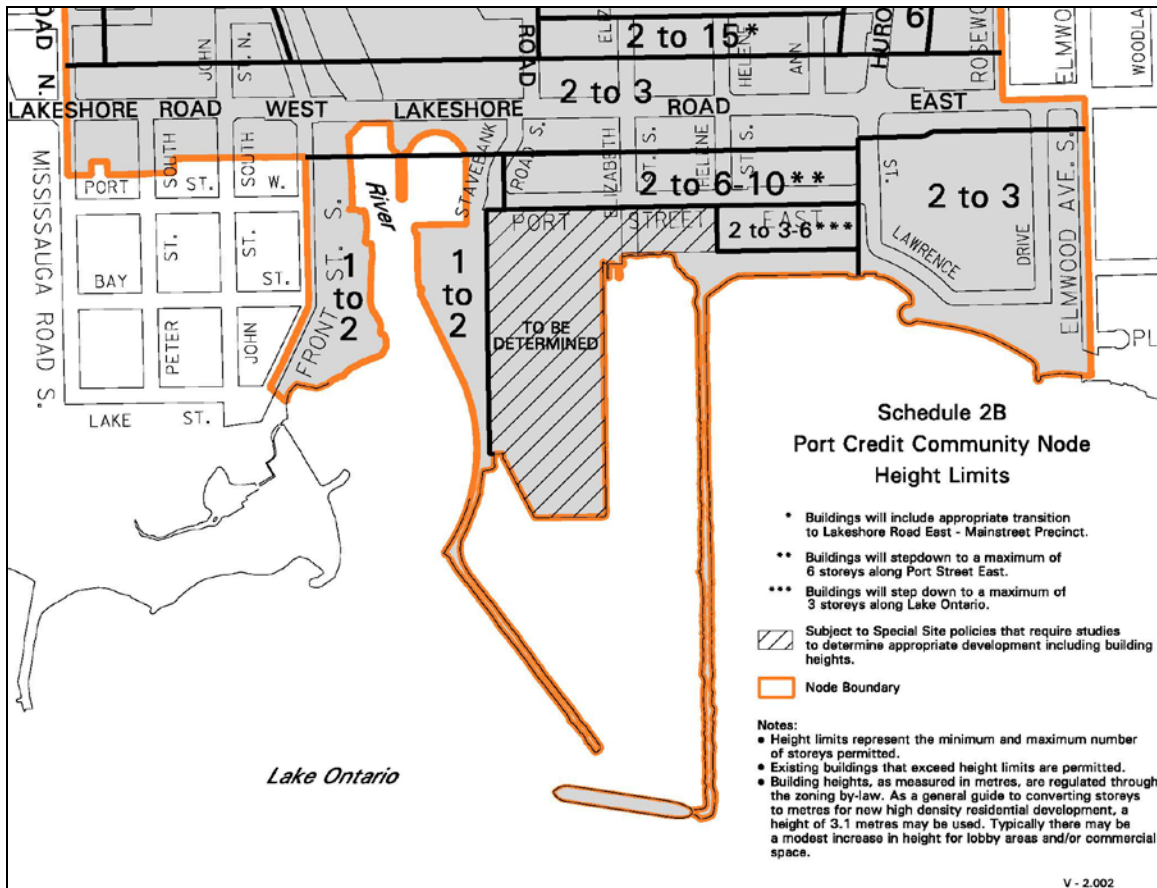 ROAD N.
JOHN
ST. N.
ROAD
ELIZ
2 to 15*
HELENE
ANN
HURO
6
ROSEWO
ELMWO
WOODLA
2 to 3
LAKESHORE ROAD WEST LAKESHORE ROAD EAST
MISSISSAUGA ROAD S.
SOUTH
SOUTH
PORT ST. W.
River
STAVEBANK
ROAD S.
ELIZABETH
ST. S.
HELENE
ST. S.
2 to 6-10**
ST.
2 to 3
PORT STREET EAST
2 to 3-6***
LAWRENCE
DRIVE
ELMWOOD AVE. S.
BAY ST.
ST.
ST.
PETER
JOHN
FRONT ST. S.
1
to
2
1
to
2
TO BE
DETERMINED
PL
LAKE ST.
Schedule 2B
Port Credit Community Node
Height Limits
* Buildings will include appropriate transition
to Lakeshore Road East - Mainstreet Precinct.
** Buildings will stepdown to a maximum of
6 storeys along Port Street East.
*** Buildings will step down to a maximum of
3 storeys along Lake Ontario.
Subject to Special Site policies that require studies
to determine appropriate development including building
heights.
Node Boundary
Notes:
• Height limits represent the minimum and maximum number
of storeys permitted.
• Existing buildings that exceed height limits are permitted.
• Building heights, as measured in metres, are regulated through
the zoning by-law. As a general guide to converting storeys
to metres for new high density residential development, a
height of 3.1 metres may be used. Typically there may be
a modest increase in height for lobby areas and/or commercial
space.
Lake Ontario
V - 2.002